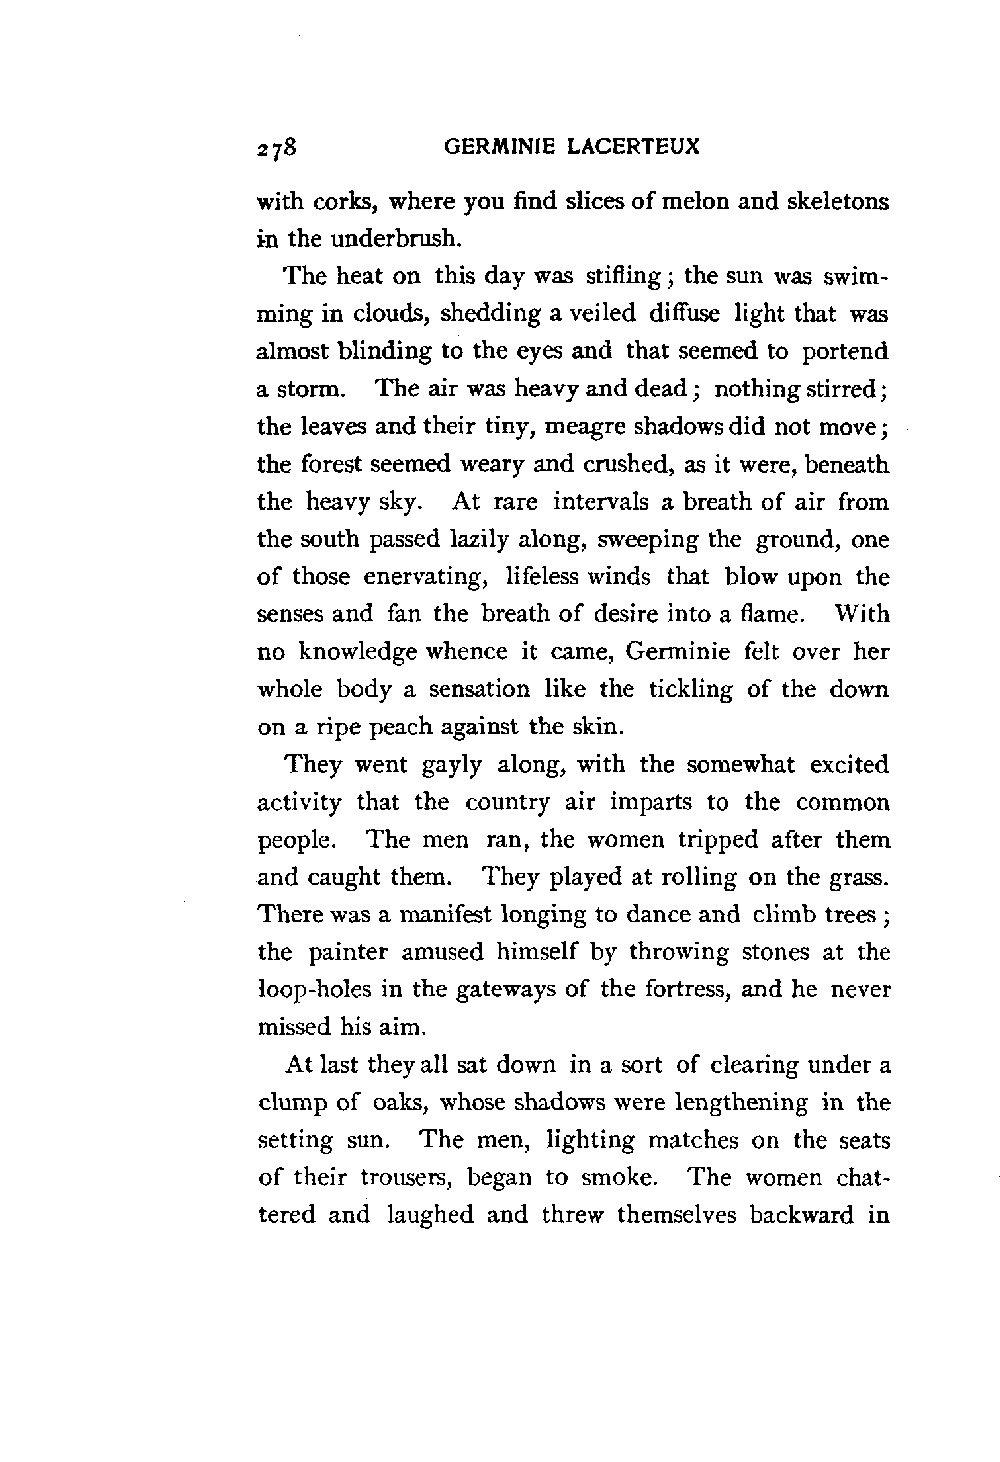 278 GERMINIE LACERTEUX
with corks, where you find slices of melon and skeletons
in the underbrush.
The heat on this day was stifling; the sun was swim-
ming in clouds, shedding a veiled diffuse light that was
almost blinding to the eyes and that seemed to portend
a storm. The air was heavy and dead; nothing stirred;
the leaves and their tiny, meagre shadows did not move;
the forest seemed weary and crushed, as it were, beneath
the heavy sky. At rare intervals a breath of air from
the south passed lazily along, sweeping the ground, one
of those enervating, lifeless winds that blow upon the
senses and fan the breath of desire into a flame. With
no knowledge whence it came, Germinie felt over her
whole body a sensation like the tickling of the down
on a ripe peach against the skin.
They went gayly along, with the somewhat excited
activity that the country air imparts to the common
people. The men ran, the women tripped after them
and caught them. They played at rolling on the grass.
There was a manifest longing to dance and climb trees;
the painter amused himself by throwing stones at the
loop-holes in the gateways of the fortress, and he never
missed his aim.
At last they all sat down in a sort of clearing under a
clump of oaks, whose shadows were lengthening in the
setting sun. The men, lighting matches on the seats
of their trousers, began to smoke. The women chat-
tered and laughed and threw themselves backward in